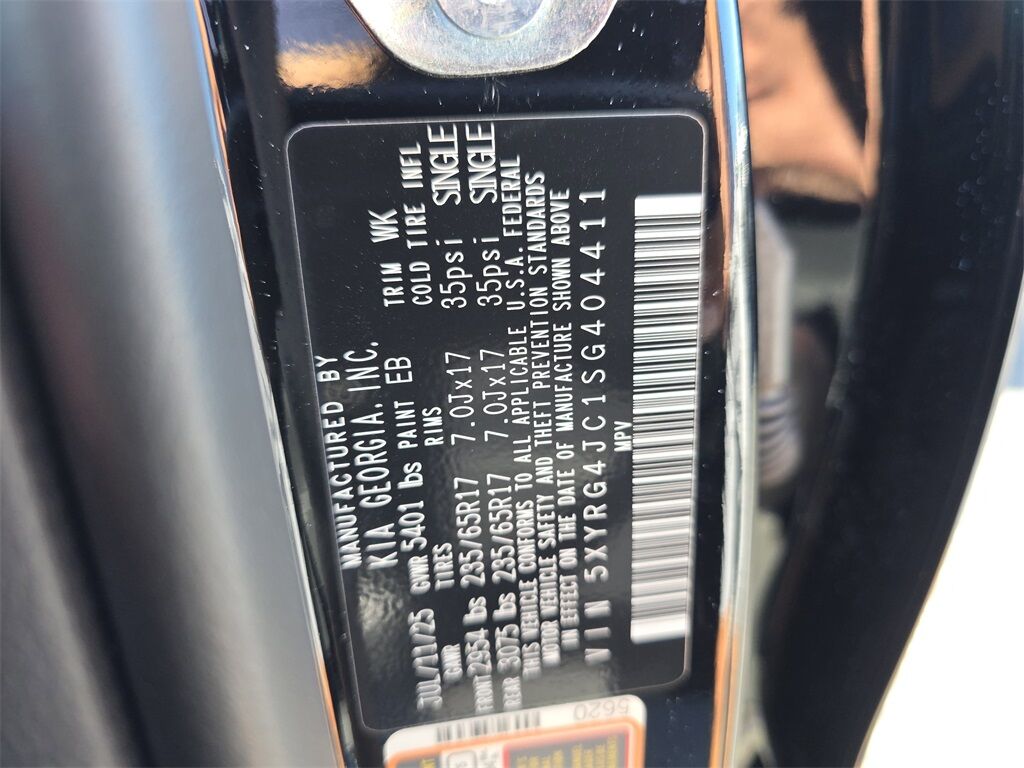 MANUFACTURED BY
KIA GEORGIA, INC.
JUL/11/25 GVWR 5401 lbs PAINT EB TRIM WK
GAWR TIRES RIMS COLD TIRE INFL
FRONT 2954 lbs 235/65R17 7.0Jx17 35psi SINGLE
REAR 3075 lbs 235/65R17 7.0Jx17 35psi SINGLE
THIS VEHICLE CONFORMS TO ALL APPLICABLE U.S.A. FEDERAL
MOTOR VEHICLE SAFETY AND THEFT PREVENTION STANDARDS
IN EFFECT ON THE DATE OF MANUFACTURE SHOWN ABOVE
VIN 5XYRG4JC1SG404411
MPV
5620